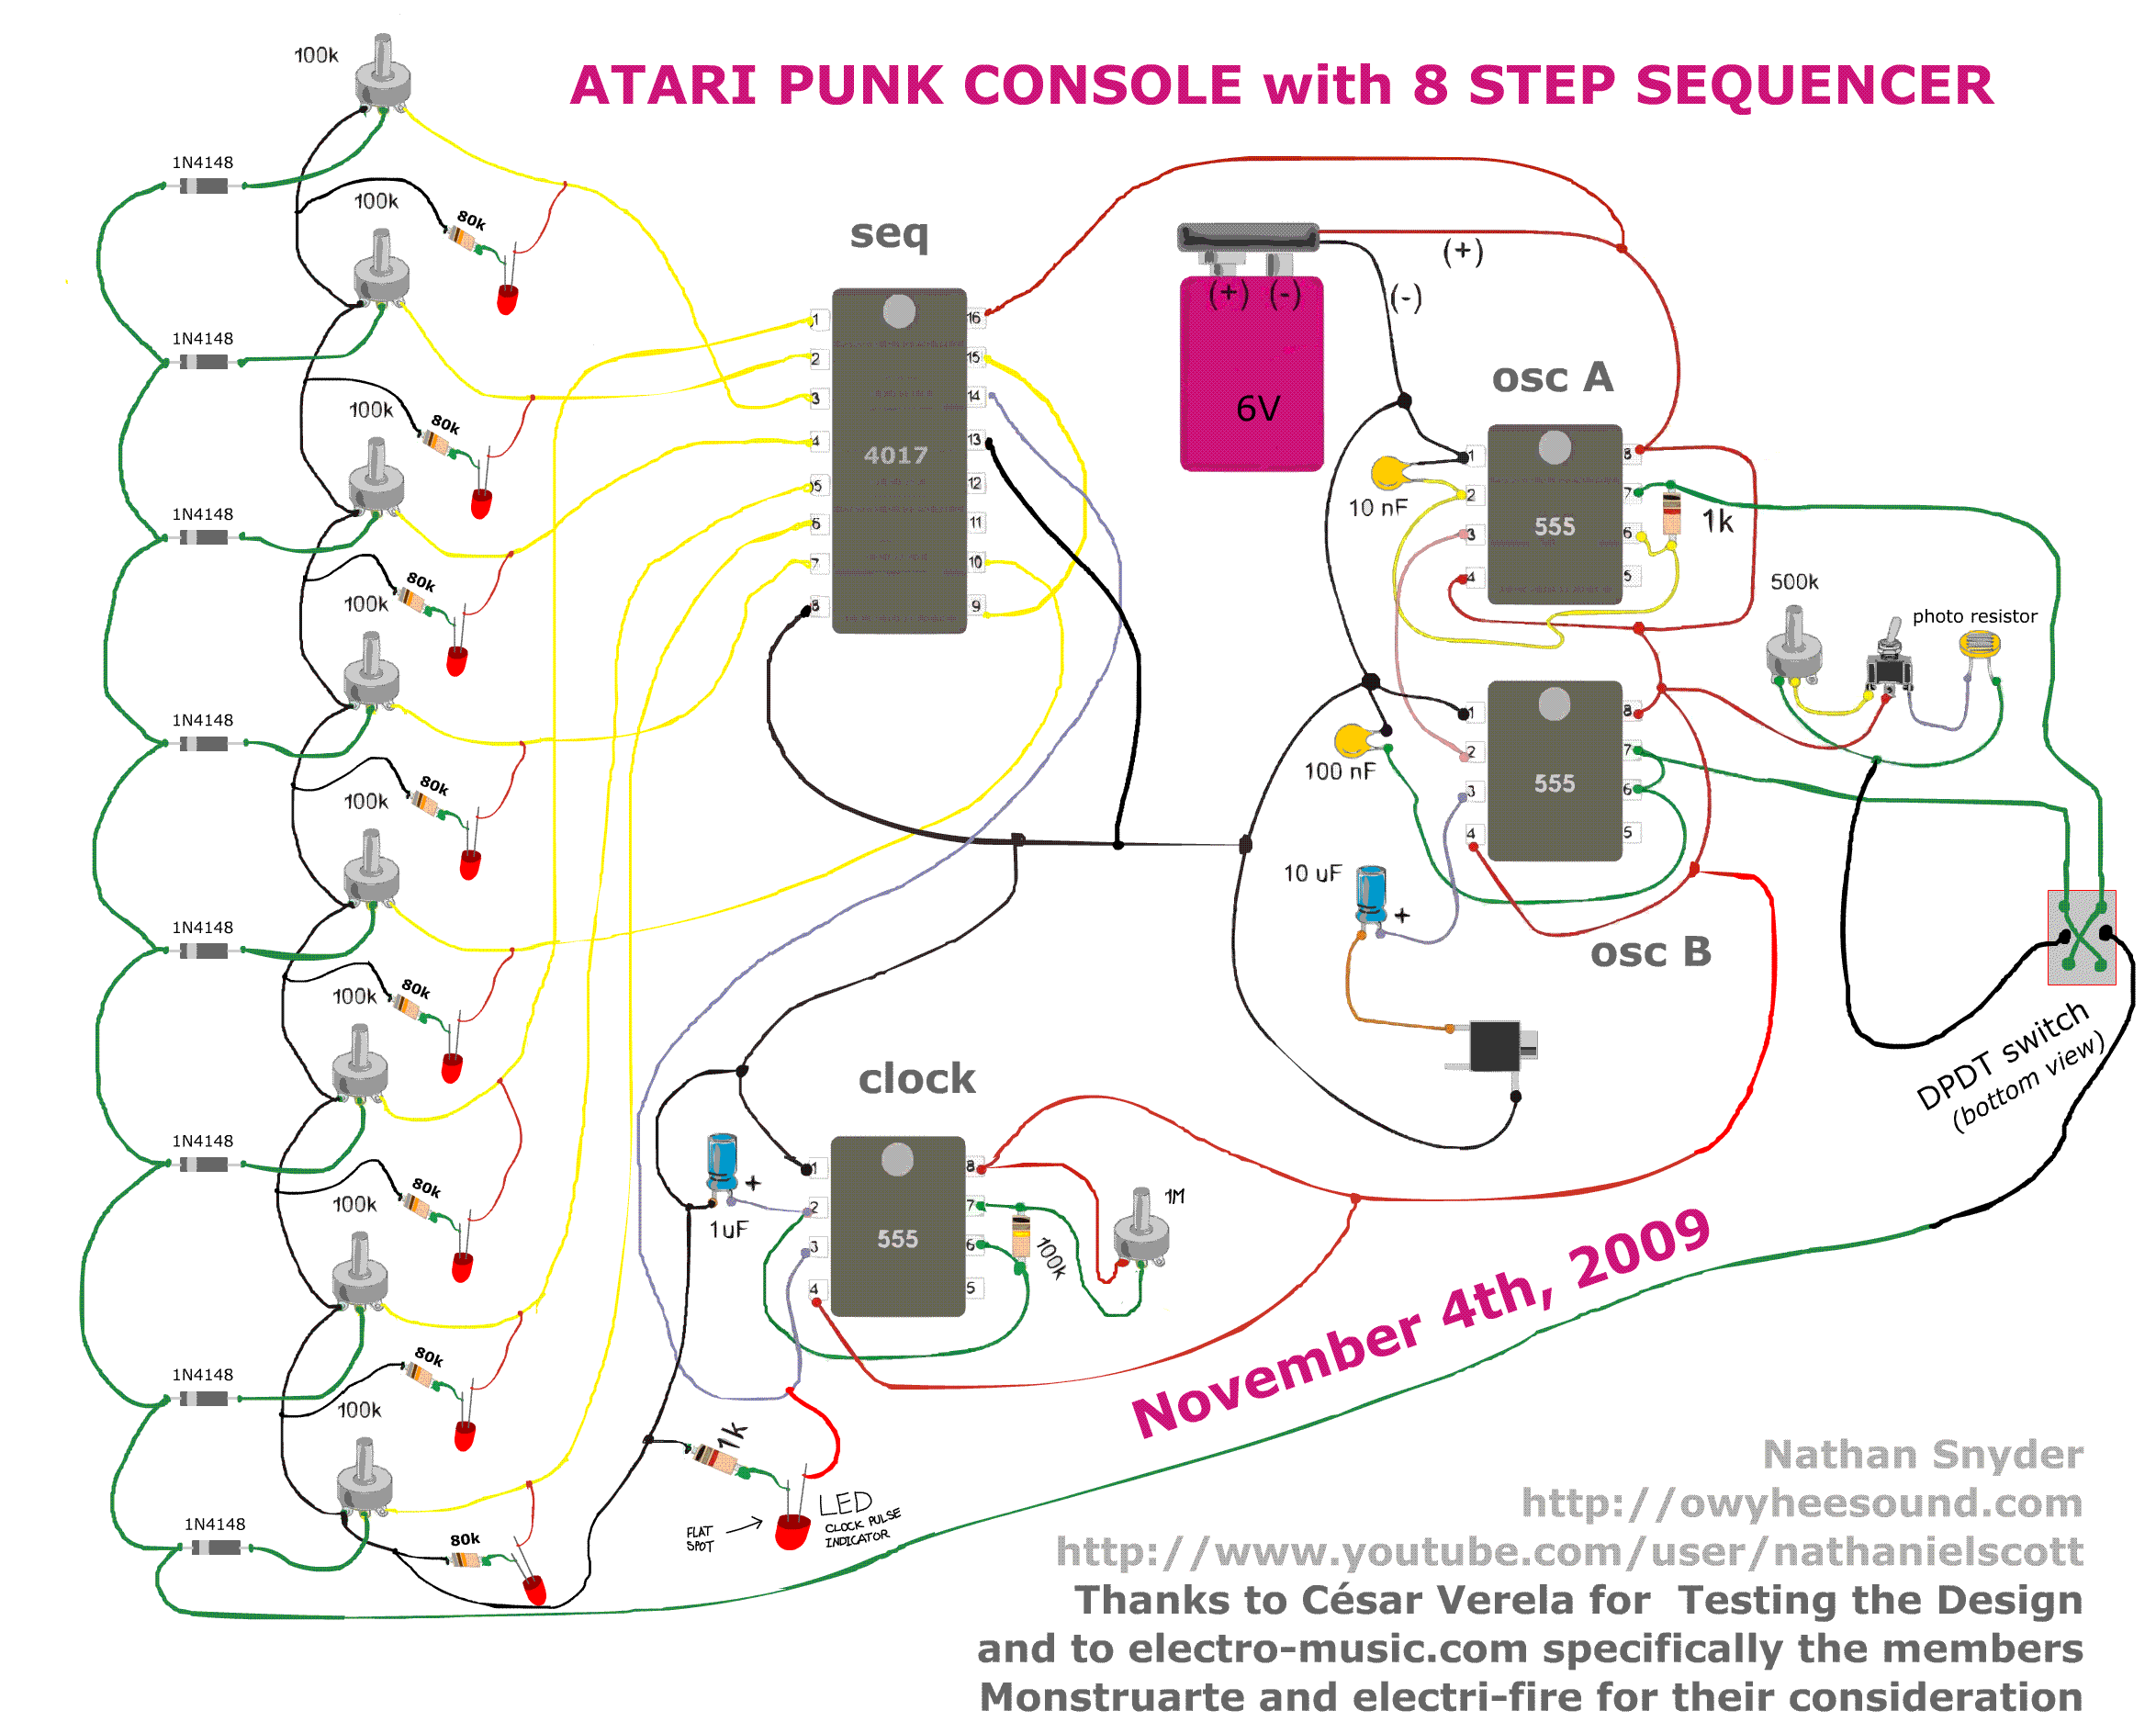 ATARI PUNK CONSOLE with 8 STEP SEQUENCER
100k
1N4148
100k
80k
1N4148
100k
80k
1N4148
100k
80k
1N4148
100k
80k
1N4148
100k
80k
1N4148
100k
80k
1N4148
100k
80k
1N4148
80k
seq
4017
1
2
3
4
5
6
7
8
16
15
14
13
12
11
10
9
(+)
(-)
(+) (-)
6V
osc A
555
1
2
3
4
8
7
6
5
10 nF
1k
500k
photo resistor
555
1
2
3
4
8
7
6
5
100 nF
10 uF
+
osc B
DPDT switch
(bottom view)
clock
555
1
2
3
4
8
7
6
5
+
1uF
100k
1M
1k
LED
CLOCK PULSE
INDICATOR
FLAT
SPOT
November 4th, 2009
Nathan Snyder
http://owyheesound.com
http://www.youtube.com/user/nathanielscott
Thanks to César Verela for Testing the Design
and to electro-music.com specifically the members
Monstruarte and electri-fire for their consideration